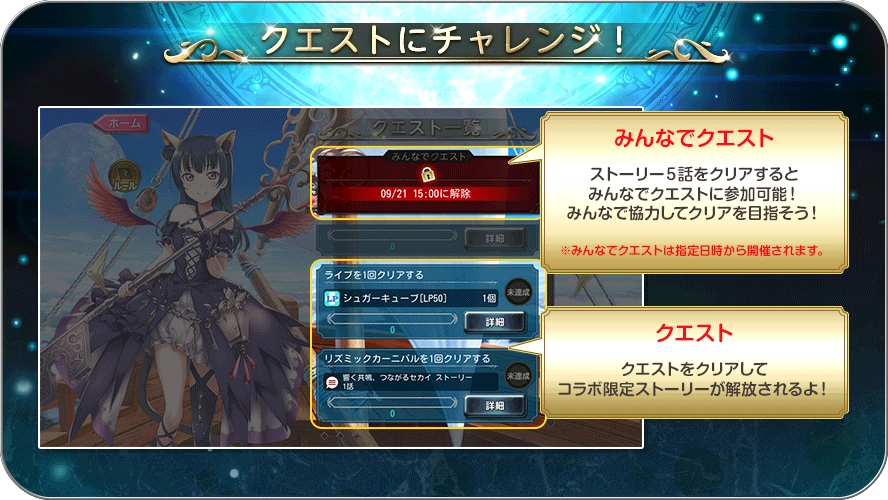 クエストにチャレンジ！
ホーム
ルール
クエスト一覧
みんなでクエスト
09/21 15:00に解除
0
詳細
ライブを1回クリアする
LP
シュガーキューブ[LP50]
1個
未達成
0
詳細
リズミックカーニバルを1回クリアする
響く共鳴、つながるセカイ ストーリー
1話
未達成
0
詳細
みんなでクエスト
ストーリー５話をクリアすると
みんなでクエストに参加可能！
みんなで協力してクリアを目指そう！
※みんなでクエストは指定日時から開催されます。
クエスト
クエストをクリアして
コラボ限定ストーリーが解放されるよ！